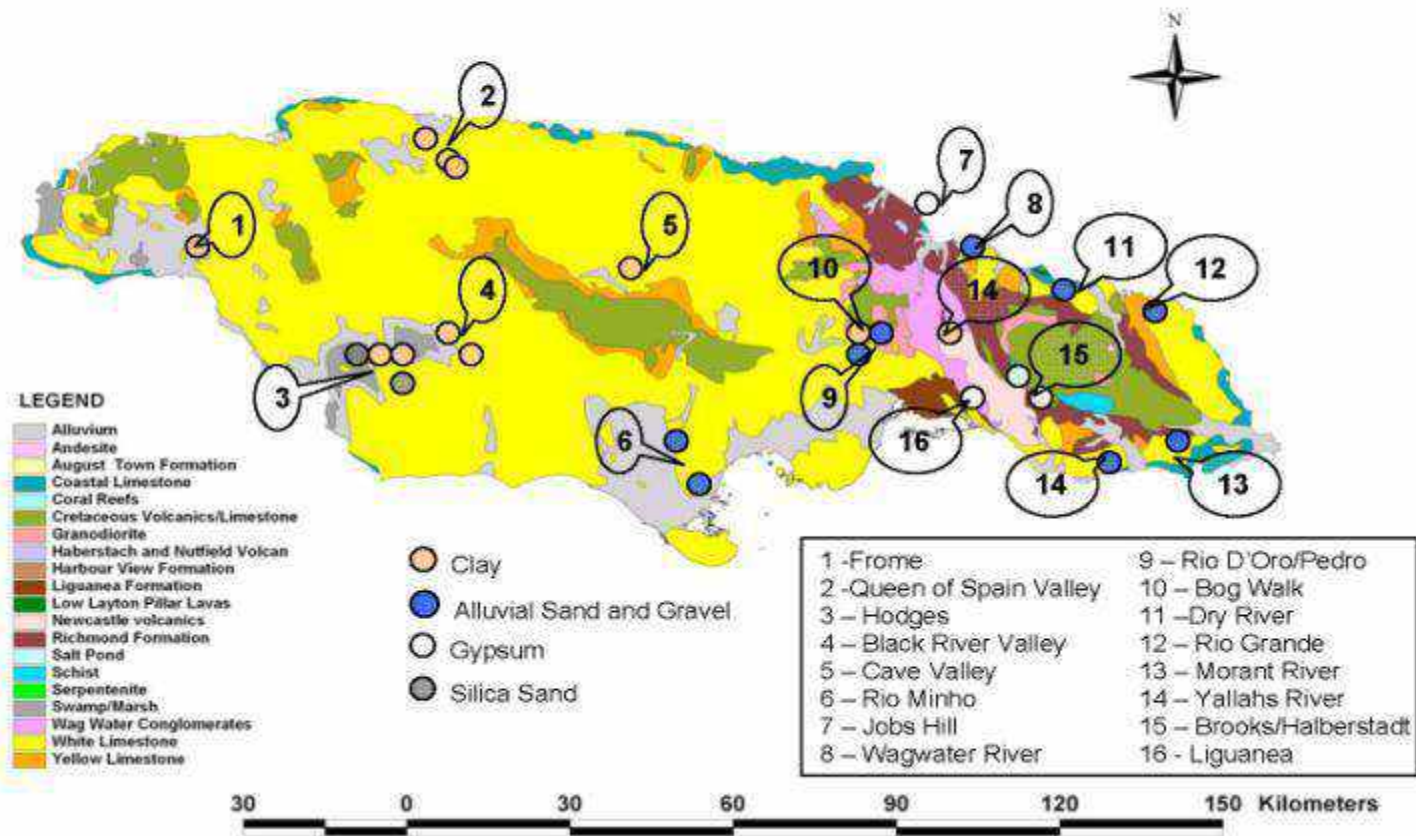 N
2
7
8
1
5
11
12
10
14
4
15
3
9
16
6
14
13
LEGEND
Alluvium
Andesite
August Town Formation
Coastal Limestone
Coral Reefs
Cretaceous Volcanics/Limestone
Granodiorite
Haberstach and Nutfield Volcan
Harbour View Formation
Liguanea Formation
Low Layton Pillar Lavas
Newcastle volcanics
Richmond Formation
Salt Pond
Schist
Serpentenite
Swamp/Marsh
Wag Water Conglomerates
White Limestone
Yellow Limestone
Clay
Alluvial Sand and Gravel
Gypsum
Silica Sand
1 -Frome
2 -Queen of Spain Valley
3 – Hodges
4 – Black River Valley
5 – Cave Valley
6 – Rio Minho
7 – Jobs Hill
8 – Wagwater River
9 – Rio D'Oro/Pedro
10 – Bog Walk
11 –Dry River
12 – Rio Grande
13 – Morant River
14 – Yallahs River
15 – Brooks/Halberstadt
16 - Liguanea
30 0 30 60 90 120 150 Kilometers